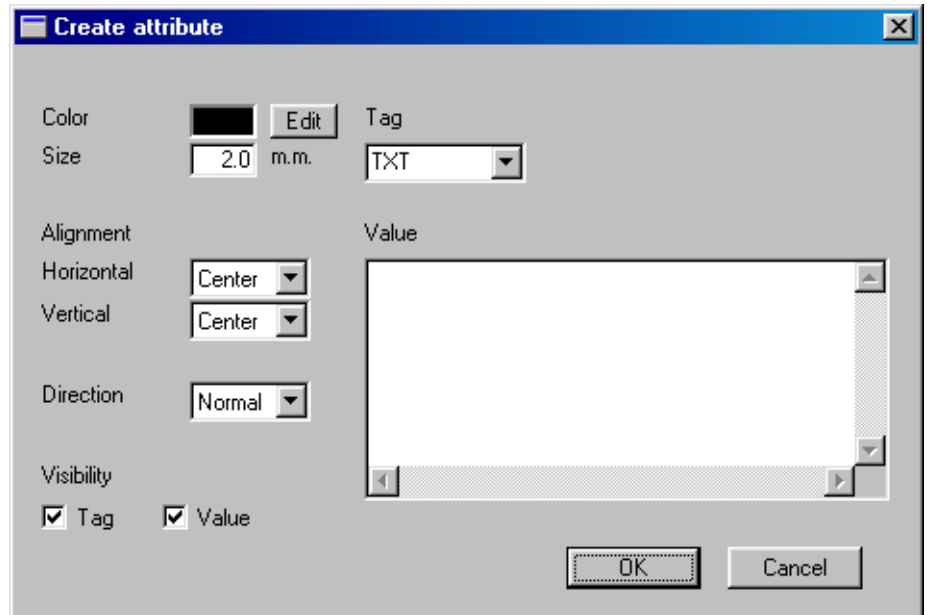 Create attribute
Color Edit Tag
Size 2.0 m.m. TXT
Alignment Value
Horizontal Center
Vertical Center
Direction Normal
Visibility
Tag Value
OK Cancel